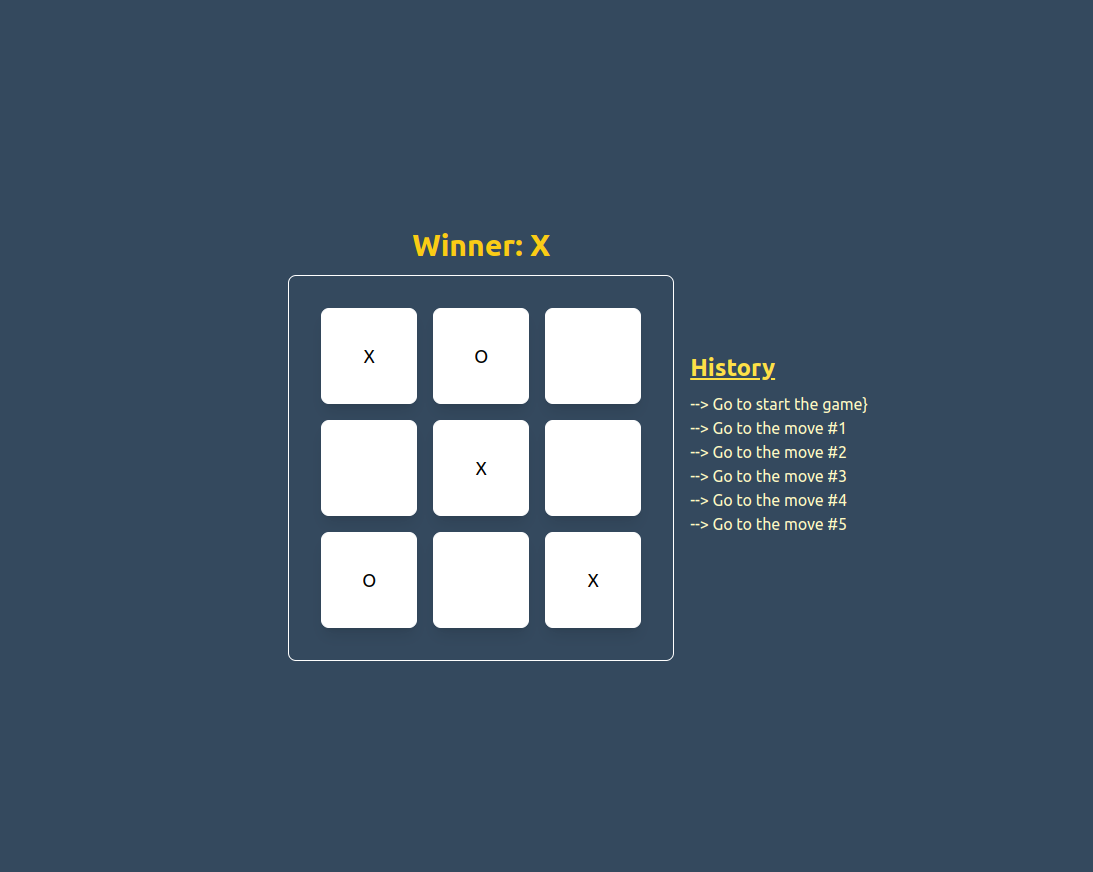 Winner: X
X O
X
O X
History
--> Go to start the game}
--> Go to the move #1
--> Go to the move #2
--> Go to the move #3
--> Go to the move #4
--> Go to the move #5